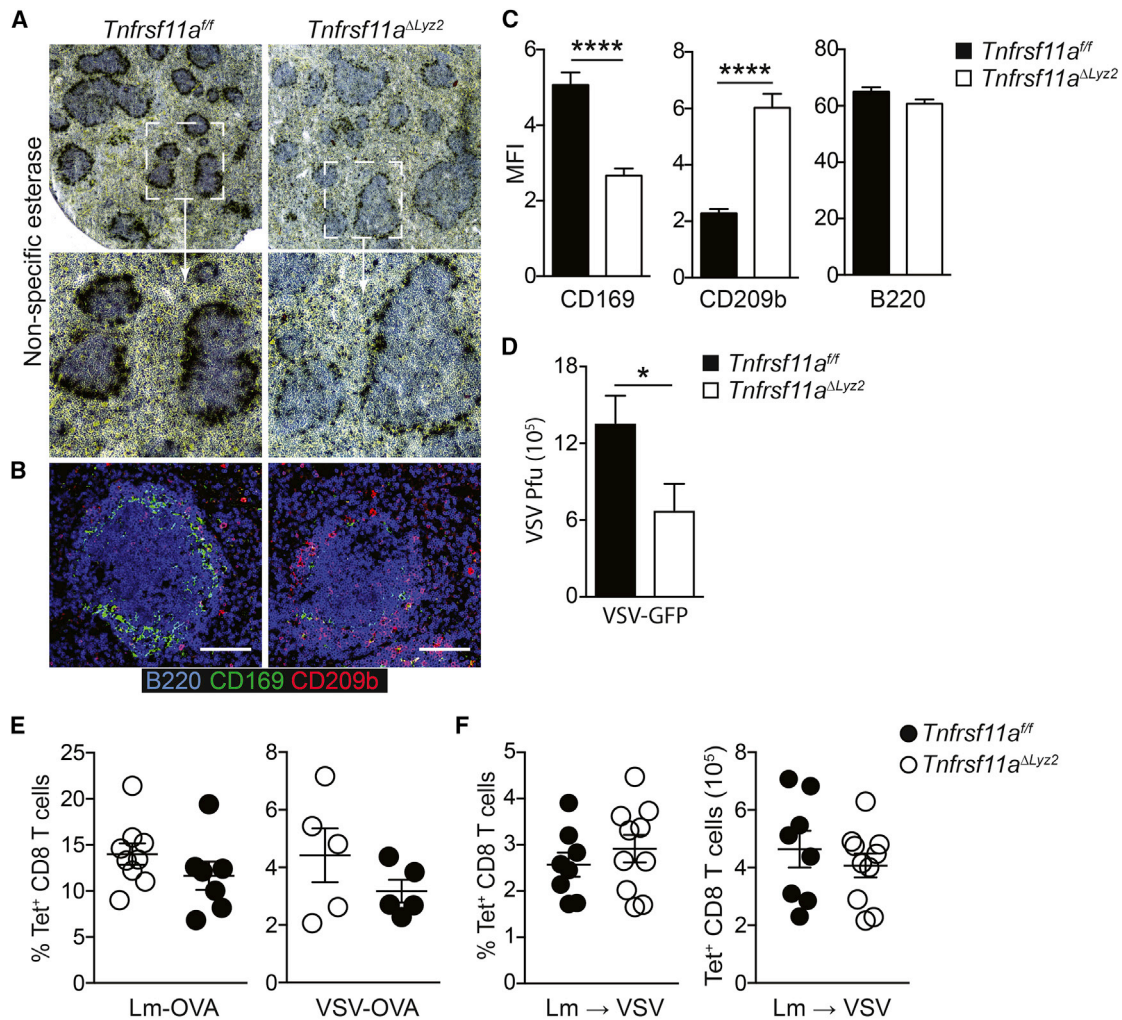 A
Tnfrsf11a^f/f
Tnfrsf11a^ΔLyz2
Non-specific esterase
B
B220 CD169 CD209b
C
MFI
6
4
2
0
CD169
****
8
6
4
2
0
CD209b
****
80
60
40
20
0
B220
Tnfrsf11a^f/f
Tnfrsf11a^ΔLyz2
D
VSV Pfu (10⁵)
18
12
6
0
*
VSV-GFP
Tnfrsf11a^f/f
Tnfrsf11a^ΔLyz2
E
% Tet⁺ CD8 T cells
25
20
15
10
5
0
Lm-OVA
8
6
4
2
0
VSV-OVA
F
% Tet⁺ CD8 T cells
5
4
3
2
1
0
Lm → VSV
Tet⁺ CD8 T cells (10⁵)
8
6
4
2
0
Lm → VSV
Tnfrsf11a^f/f
Tnfrsf11a^ΔLyz2